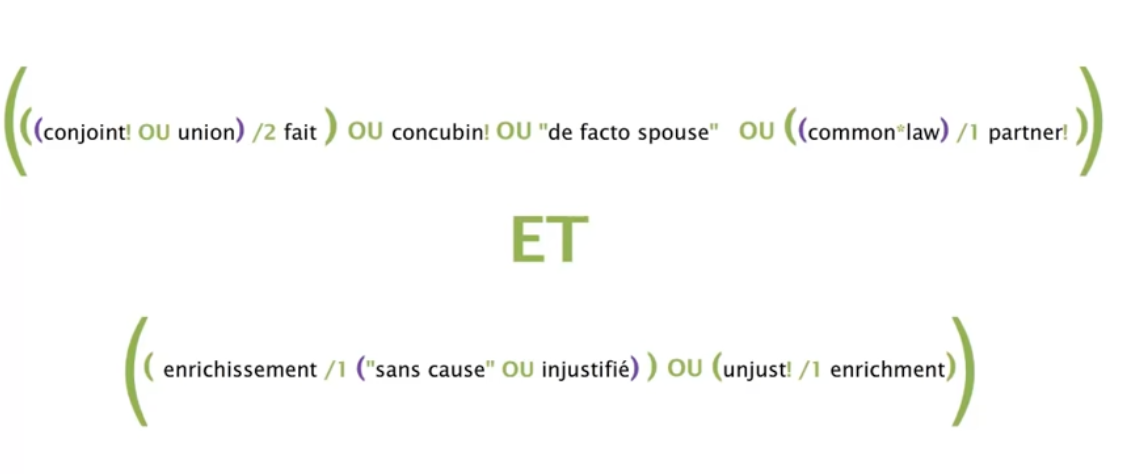 (((conjoint! OU union) /2 fait ) OU concubin! OU "de facto spouse" OU ((common*law) /1 partner! ))
ET
(( enrichissement /1 ("sans cause" OU injustifié) ) OU (unjust! /1 enrichment))